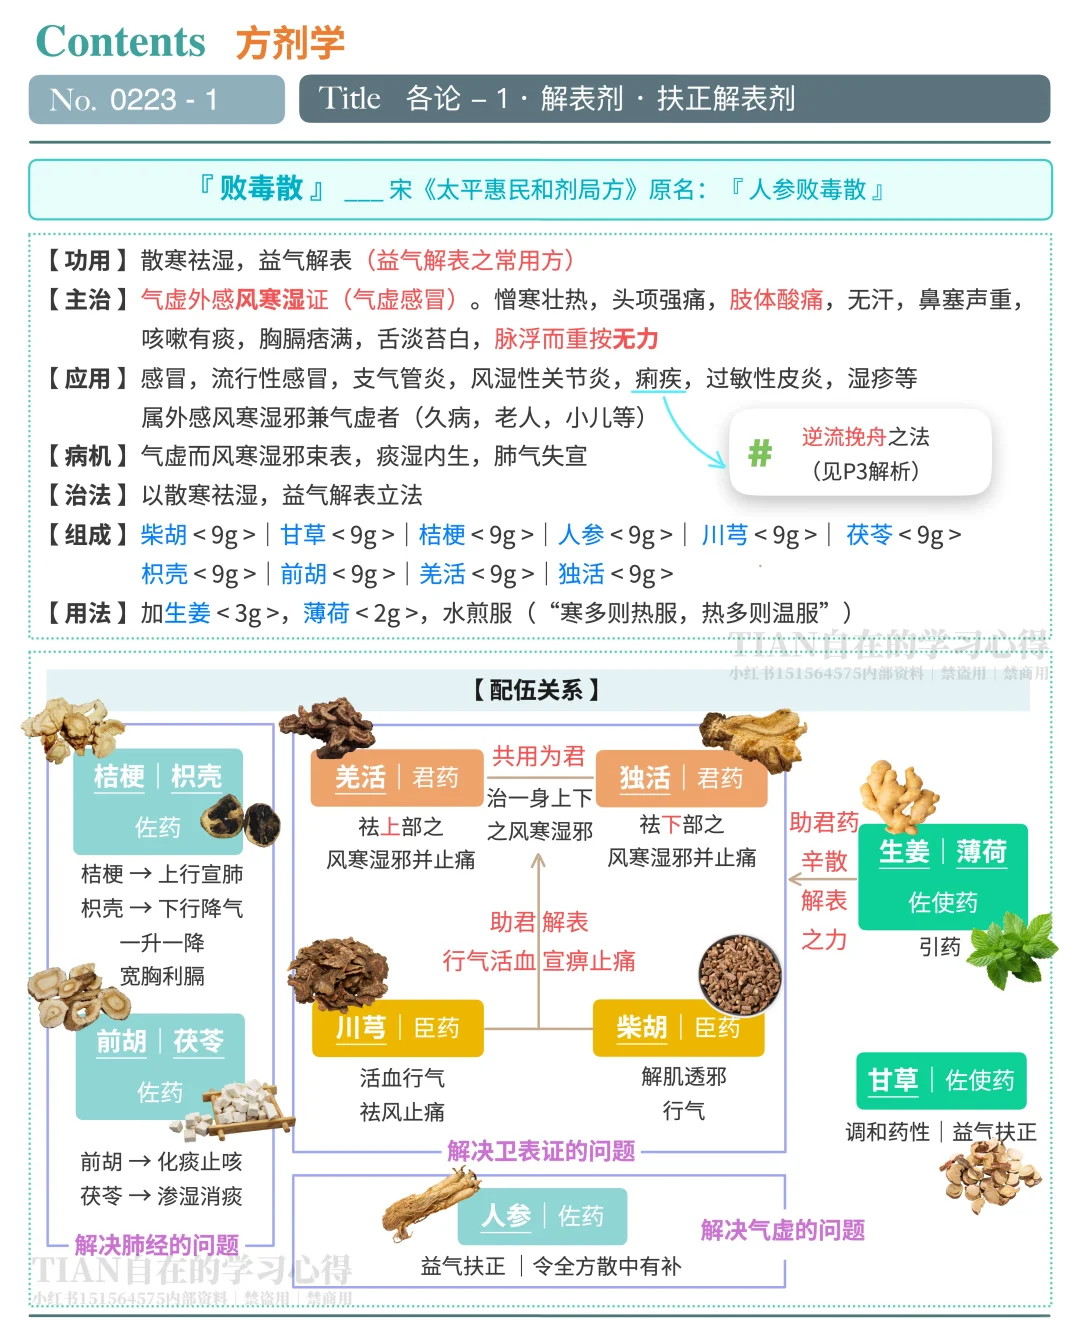 Contents 方剂学
No. 0223 - 1
Title 各论 – 1 · 解表剂 · 扶正解表剂
『 败毒散 』 ___ 宋《太平惠民和剂局方》原名：『 人参败毒散 』
【 功用 】散寒祛湿，益气解表（益气解表之常用方）
【 主治 】气虚外感风寒湿证（气虚感冒）。憎寒壮热，头项强痛，肢体酸痛，无汗，鼻塞声重，
咳嗽有痰，胸膈痞满，舌淡苔白，脉浮而重按无力
【 应用 】感冒，流行性感冒，支气管炎，风湿性关节炎，痢疾，过敏性皮炎，湿疹等
属外感风寒湿邪兼气虚者（久病，老人，小儿等）
# 逆流挽舟之法
（见P3解析）
【 病机 】气虚而风寒湿邪束表，痰湿内生，肺气失宣
【 治法 】以散寒祛湿，益气解表立法
【 组成 】柴胡 < 9g >｜甘草 < 9g >｜桔梗 < 9g >｜人参 < 9g >｜ 川芎 < 9g >｜ 茯苓 < 9g >
枳壳 < 9g >｜前胡 < 9g >｜羌活 < 9g >｜独活 < 9g >
【 用法 】加生姜 < 3g >，薄荷 < 2g >，水煎服（ “寒多则热服，热多则温服” ）
TIAN自在的学习心得
小红书151564575内部资料｜禁盗用｜禁商用
【 配伍关系 】
桔梗｜枳壳
佐药
桔梗 → 上行宣肺
枳壳 → 下行降气
一升一降
宽胸利膈
前胡｜茯苓
佐药
前胡 → 化痰止咳
茯苓 → 渗湿消痰
解决肺经的问题
羌活｜君药
祛上部之
风寒湿邪并止痛
共用为君
治一身上下
之风寒湿邪
独活｜君药
祛下部之
风寒湿邪并止痛
助君 解表
行气活血 宣痹止痛
川芎｜臣药
活血行气
祛风止痛
柴胡｜臣药
解肌透邪
行气
解决卫表证的问题
助君药
辛散
解表
之力
生姜｜薄荷
佐使药
引药
甘草｜佐使药
调和药性｜益气扶正
人参｜佐药
益气扶正 ｜令全方散中有补
解决气虚的问题
TIAN自在的学习心得
小红书151564575内部资料｜禁盗用｜禁商用